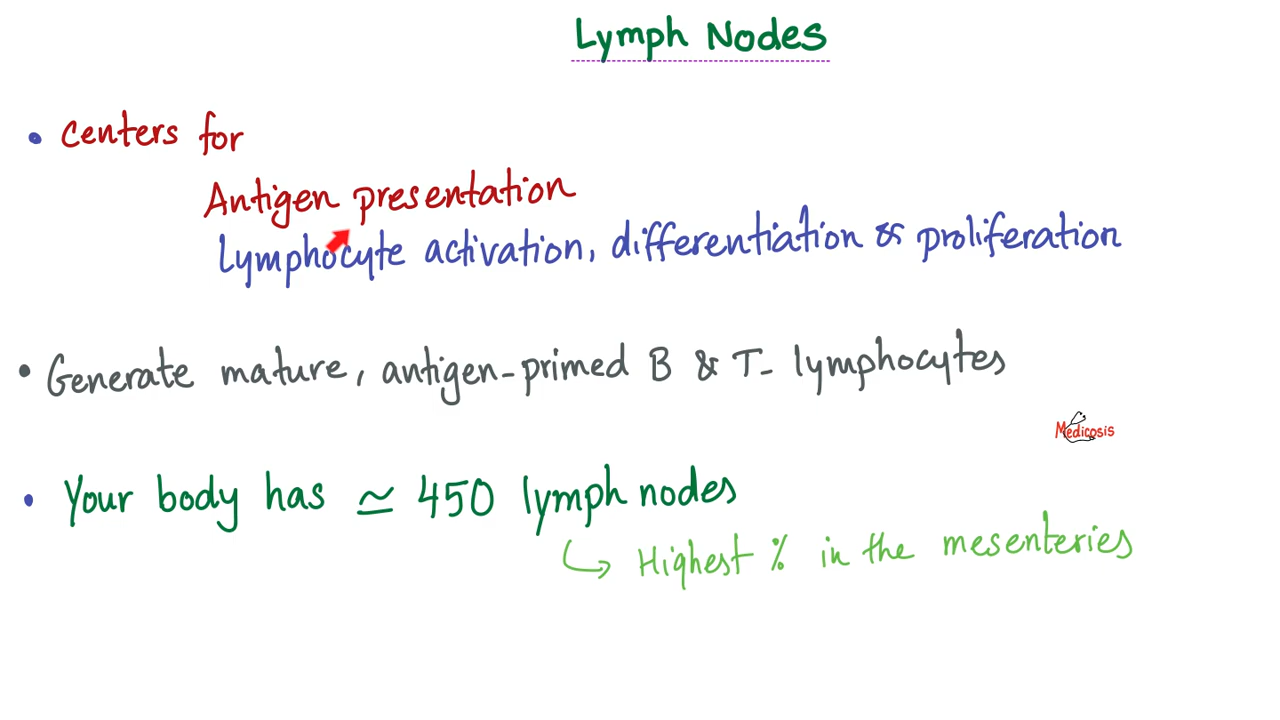 Lymph Nodes
• Centers for
Antigen presentation
Lymphocyte activation, differentiation & proliferation
• Generate mature, antigen-primed B & T- lymphocytes
Medicosis
• Your body has ≃ 450 lymph nodes
↳ Highest % in the mesenteries